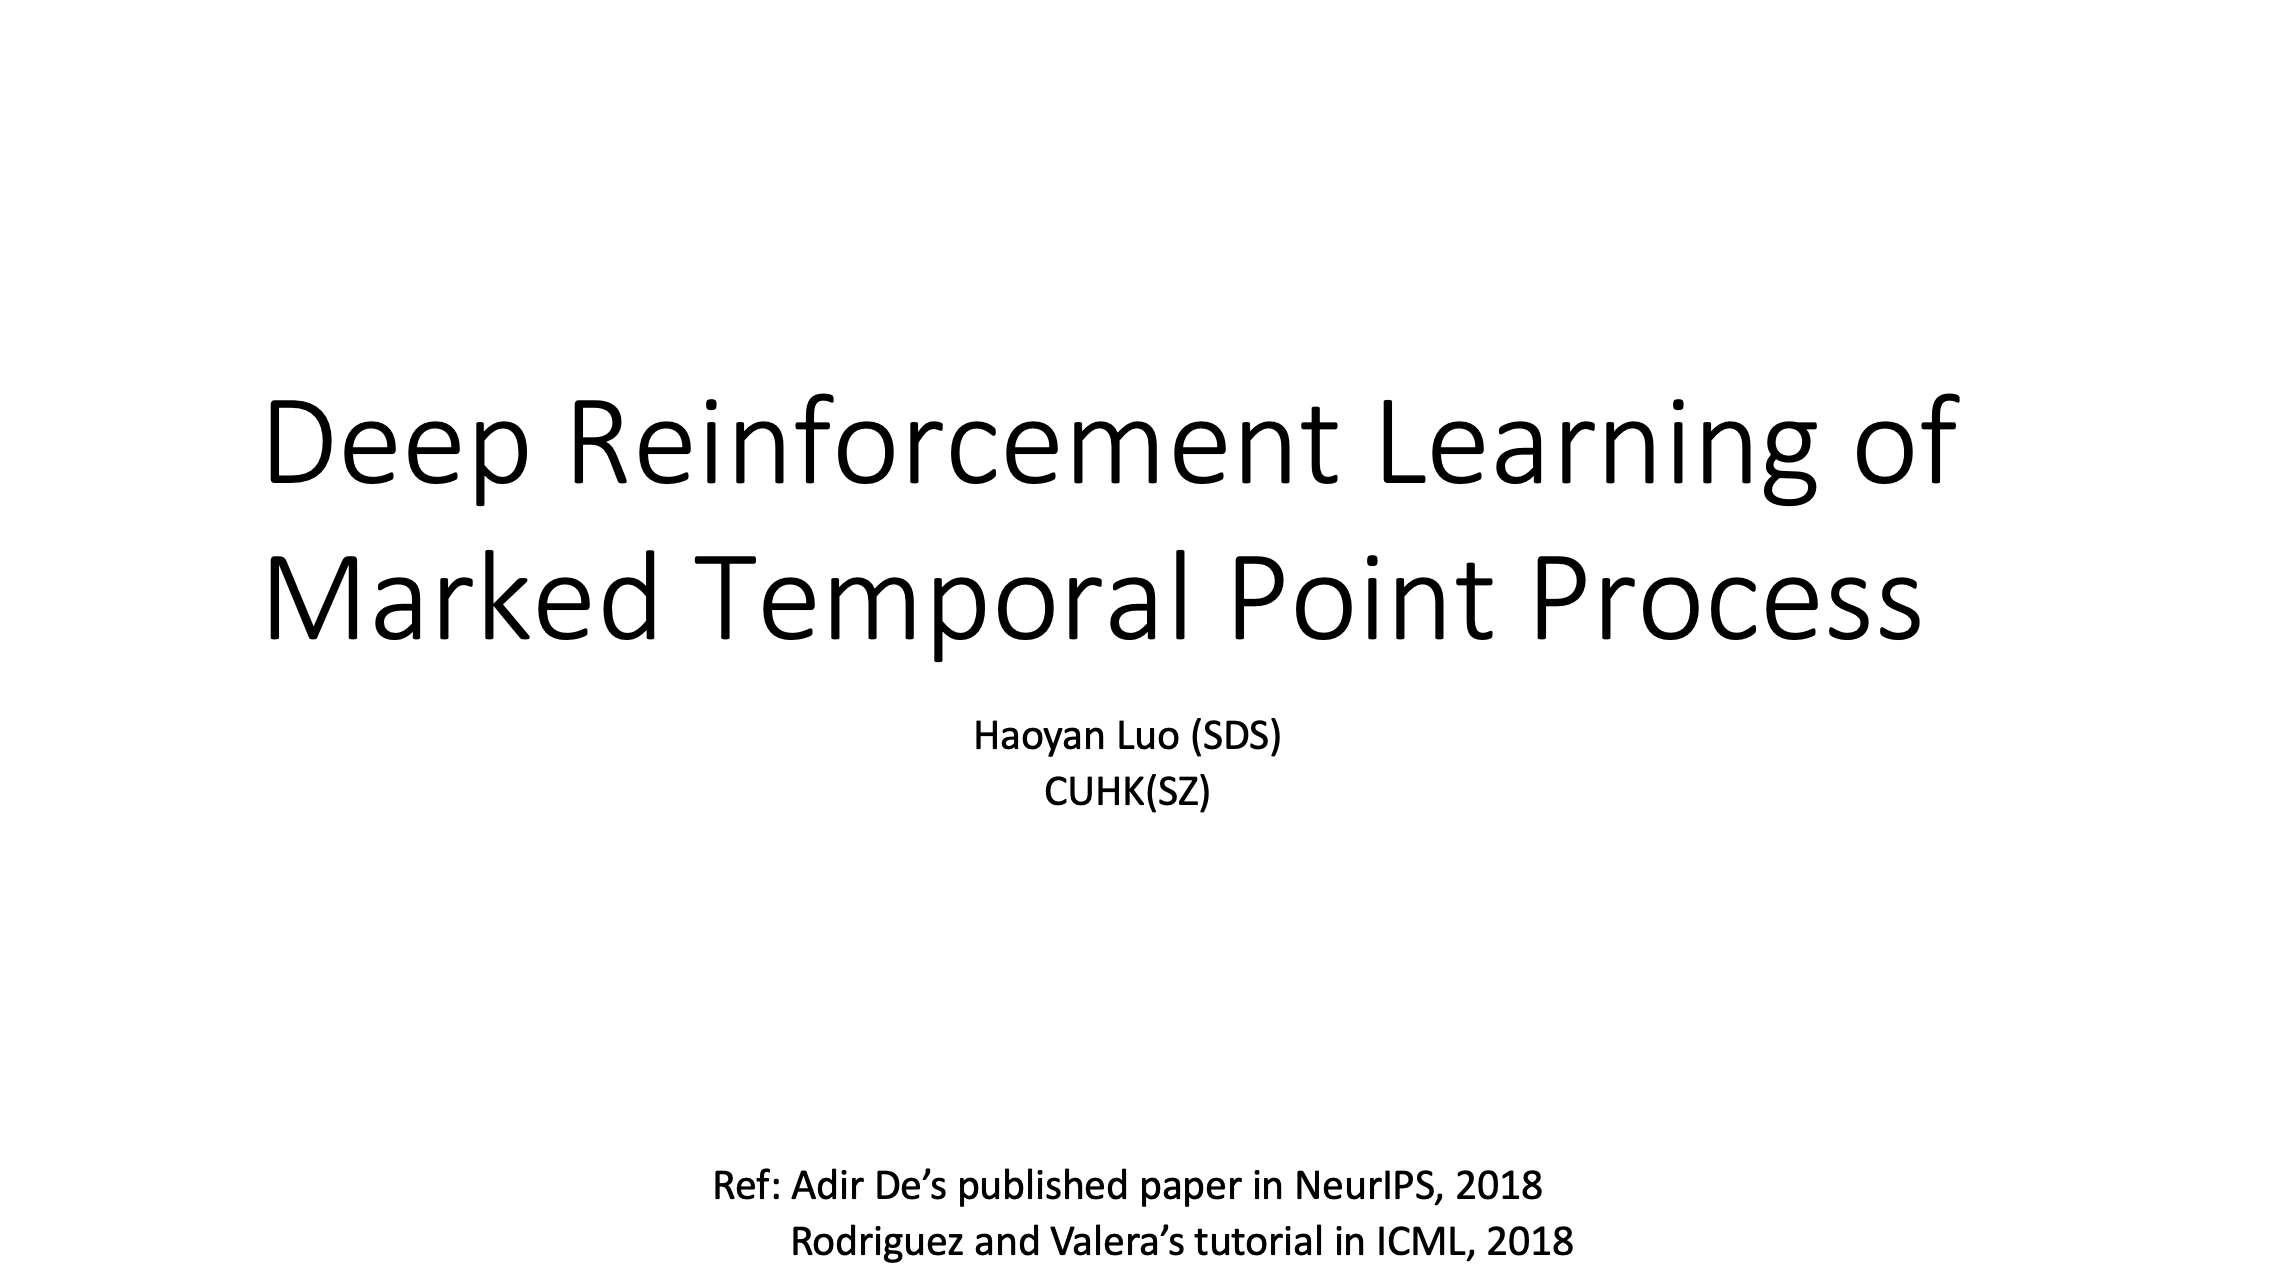 Deep Reinforcement Learning of
Marked Temporal Point Process
Haoyan Luo (SDS)
CUHK(SZ)
Ref: Adir De’s published paper in NeurIPS, 2018
Rodriguez and Valera’s tutorial in ICML, 2018